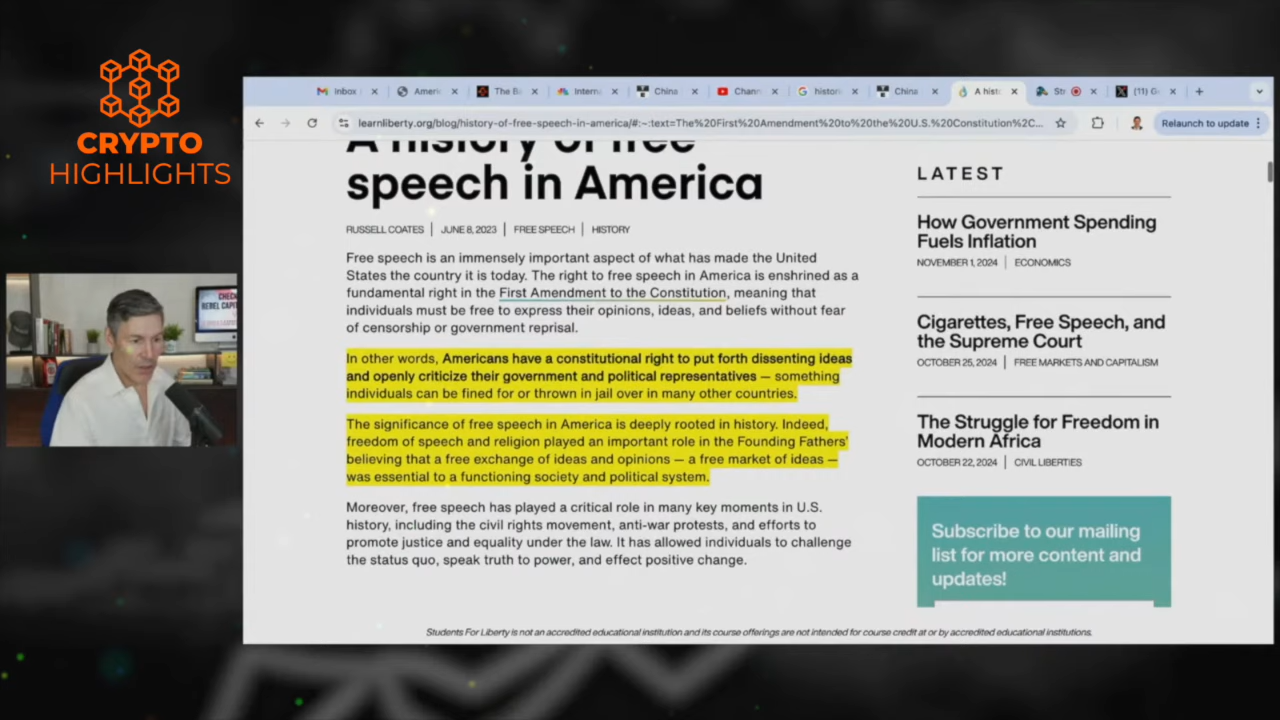 CRYPTO
HIGHLIGHTS
Inbox
Ameri
The Ba
Interna
China
Chann
histori
China
A hist
Str
(11) G
learnliberty.org/blog/history-of-free-speech-in-america/#:~:text=The%20First%20Amendment%20to%20the%20U.S.%20Constitution%2C...
Relaunch to update
A history of free
speech in America
RUSSELL COATES | JUNE 8, 2023 | FREE SPEECH | HISTORY
Free speech is an immensely important aspect of what has made the United
States the country it is today. The right to free speech in America is enshrined as a
fundamental right in the First Amendment to the Constitution, meaning that
individuals must be free to express their opinions, ideas, and beliefs without fear
of censorship or government reprisal.
In other words, Americans have a constitutional right to put forth dissenting ideas
and openly criticize their government and political representatives — something
individuals can be fined for or thrown in jail over in many other countries.
The significance of free speech in America is deeply rooted in history. Indeed,
freedom of speech and religion played an important role in the Founding Fathers'
believing that a free exchange of ideas and opinions — a free market of ideas —
was essential to a functioning society and political system.
Moreover, free speech has played a critical role in many key moments in U.S.
history, including the civil rights movement, anti-war protests, and efforts to
promote justice and equality under the law. It has allowed individuals to challenge
the status quo, speak truth to power, and effect positive change.
LATEST
How Government Spending
Fuels Inflation
NOVEMBER 1, 2024 | ECONOMICS
Cigarettes, Free Speech, and
the Supreme Court
OCTOBER 25, 2024 | FREE MARKETS AND CAPITALISM
The Struggle for Freedom in
Modern Africa
OCTOBER 22, 2024 | CIVIL LIBERTIES
Subscribe to our mailing
list for more content and
updates!
Students For Liberty is not an accredited educational institution and its course offerings are not intended for course credit at or by accredited educational institutions.
CHECK
REBEL CAPI